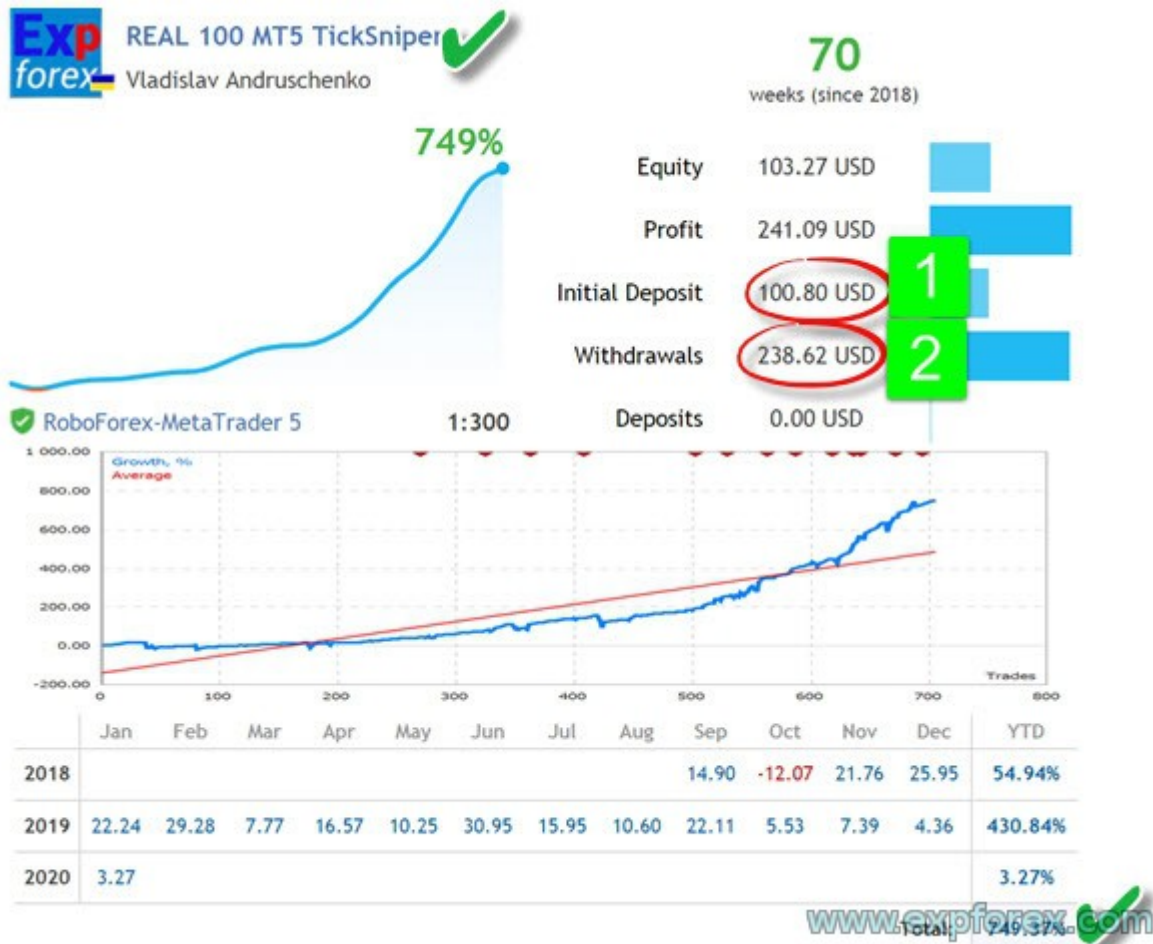 Exp
forex
REAL 100 MT5 TickSniper
Vladislav Andruschenko
70
weeks (since 2018)
749%
Equity 103.27 USD
Profit 241.09 USD
Initial Deposit 100.80 USD 1
Withdrawals 238.62 USD 2
Deposits 0.00 USD
RoboForex-MetaTrader 5 1:300
Growth, %
Average
1 000.00
800.00
600.00
400.00
200.00
0.00
-200.00
Trades
0 100 200 300 400 500 600 700 800
Jan Feb Mar Apr May Jun Jul Aug Sep Oct Nov Dec YTD
2018 14.90 -12.07 21.76 25.95 54.94%
2019 22.24 29.28 7.77 16.57 10.25 30.95 15.95 10.60 22.11 5.53 7.39 4.36 430.84%
2020 3.27 3.27%
Total: 749.37%
www.expforex.com